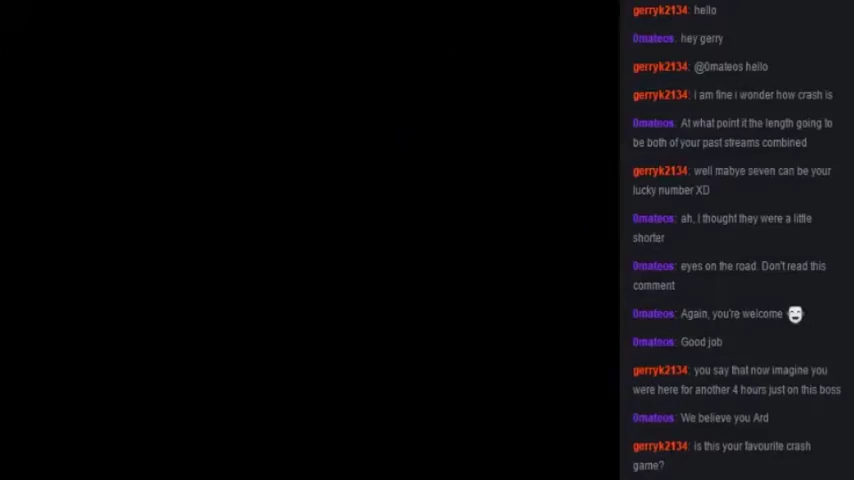 gerryk2134: hello
0mateos: hey gerry
gerryk2134: @0mateos hello
gerryk2134: I am fine i wonder how crash is
0mateos: At what point it the length going to
be both of your past streams combined
gerryk2134: well mabye seven can be your
lucky number XD
0mateos: ah, I thought they were a little
shorter
0mateos: eyes on the road. Don't read this
comment
0mateos: Again, you're welcome
0mateos: Good job
gerryk2134: you say that now imagine you
were here for another 4 hours just on this boss
0mateos: We believe you Ard
gerryk2134: is this your favourite crash
game?